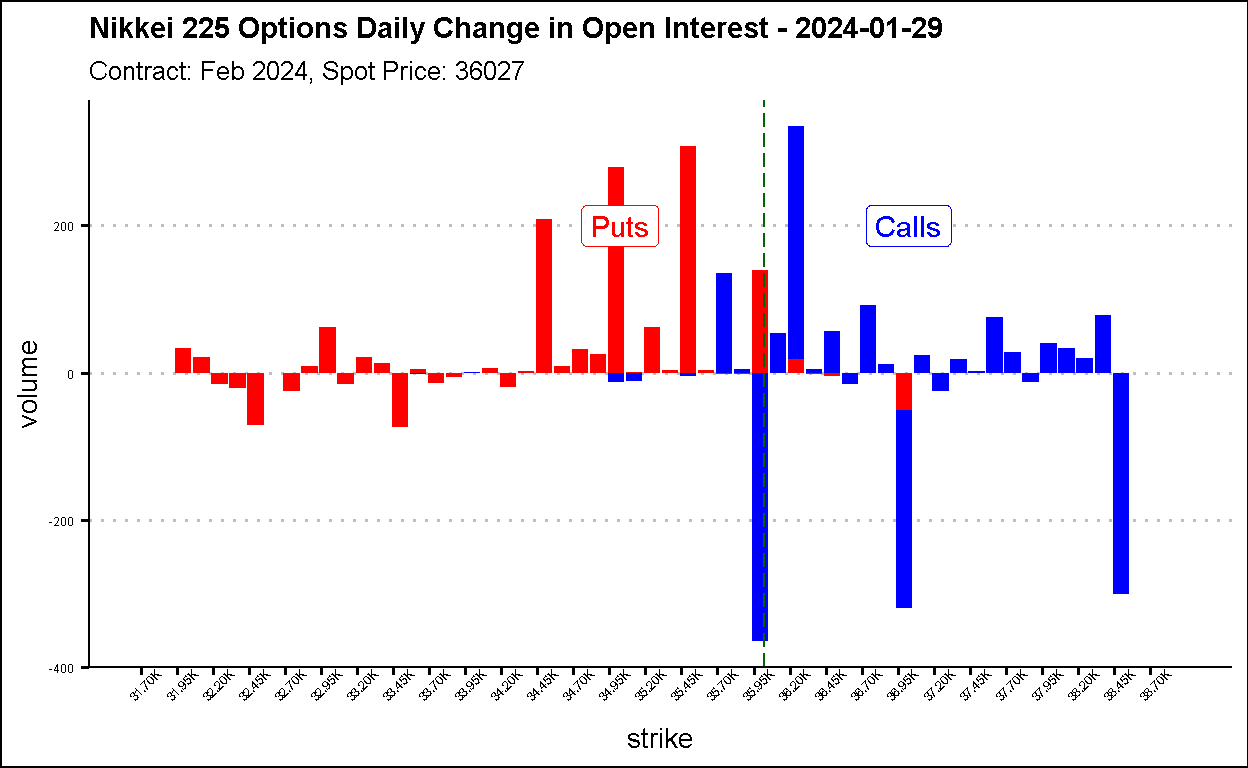 Nikkei 225 Options Daily Change in Open Interest - 2024-01-29
Contract: Feb 2024, Spot Price: 36027
200
0
-200
-400
volume
Puts
Calls
31.70K
31.95K
32.20K
32.45K
32.70K
32.95K
33.20K
33.45K
33.70K
33.95K
34.20K
34.45K
34.70K
34.95K
35.20K
35.45K
35.70K
35.95K
36.20K
36.45K
36.70K
36.95K
37.20K
37.45K
37.70K
37.95K
38.20K
38.45K
38.70K
strike